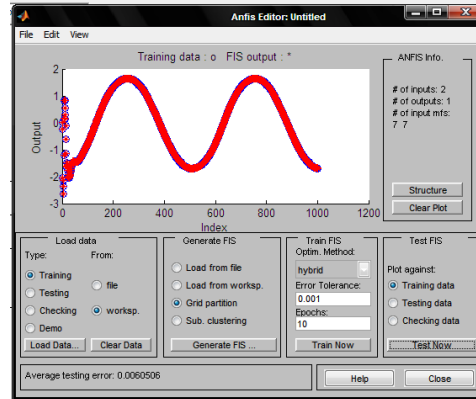 Anfis Editor: Untitled
File Edit View
Training data : o FIS output : *
2
1
0
-1
-2
-3
Output
0 200 400 600 800 1000 1200
Index
ANFIS Info.
# of inputs: 2
# of outputs: 1
# of input mfs:
7 7
Structure
Clear Plot
Load data
Type: From:
Training
Testing
Checking
Demo
file
worksp.
Load Data...
Clear Data
Generate FIS
Load from file
Load from worksp.
Grid partition
Sub. clustering
Generate FIS ...
Train FIS
Optim. Method:
hybrid
Error Tolerance:
0.001
Epochs:
10
Train Now
Test FIS
Plot against:
Training data
Testing data
Checking data
Test Now
Average testing error: 0.0060506
Help
Close